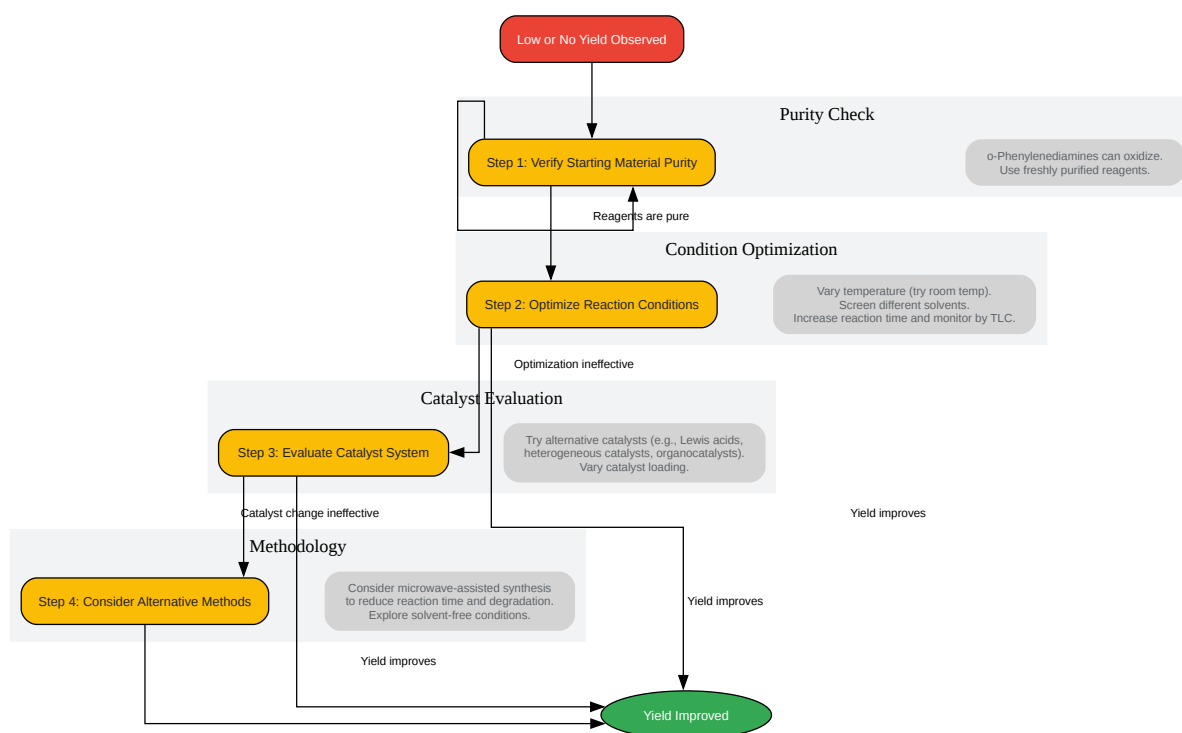 Low or No Yield Observed
Purity Check
Step 1: Verify Starting Material Purity
o-Phenylenediamines can oxidize.
Use freshly purified reagents.
Reagents are pure
Condition Optimization
Step 2: Optimize Reaction Conditions
Vary temperature (try room temp).
Screen different solvents.
Increase reaction time and monitor by TLC.
Optimization ineffective
Catalyst Evaluation
Step 3: Evaluate Catalyst System
Try alternative catalysts (e.g., Lewis acids,
heterogeneous catalysts, organocatalysts).
Vary catalyst loading.
Catalyst change ineffective
Yield improves
Methodology
Step 4: Consider Alternative Methods
Consider microwave-assisted synthesis
to reduce reaction time and degradation.
Explore solvent-free conditions.
Yield improves
Yield improves
Yield Improved